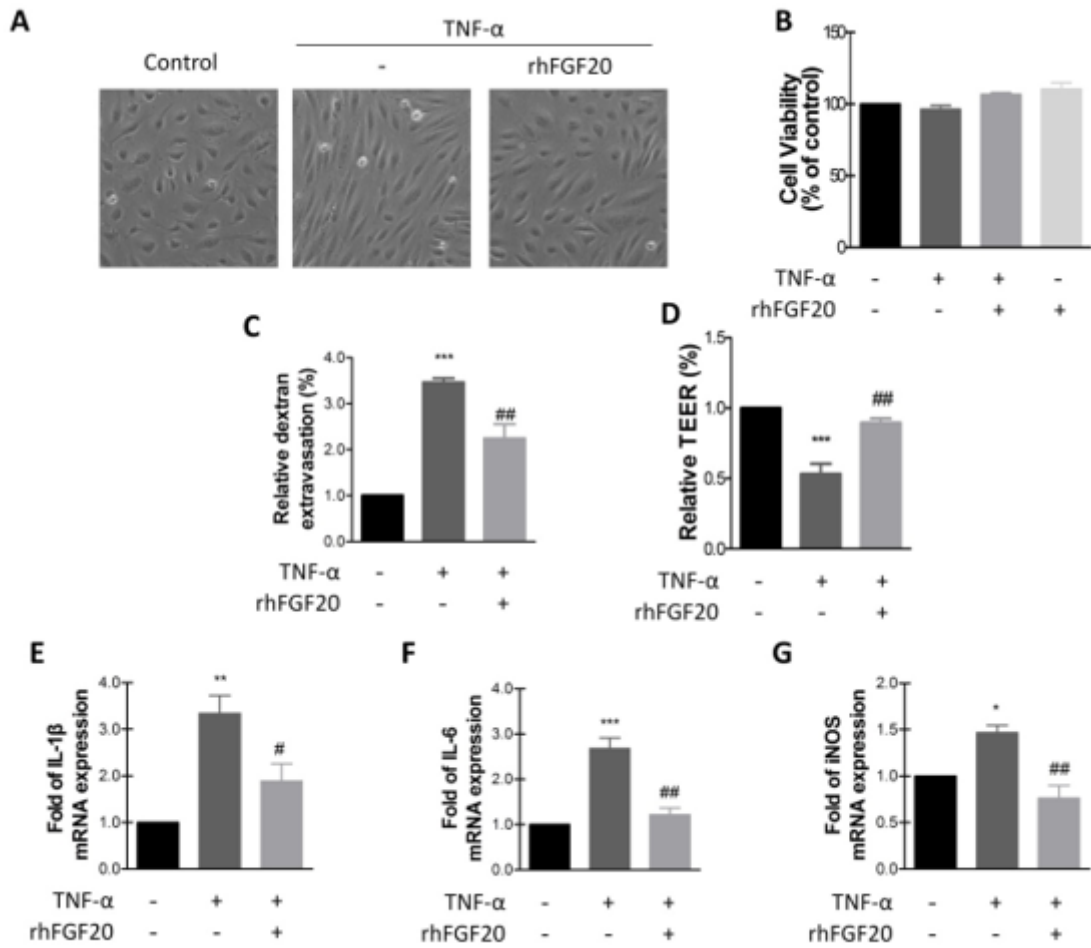 A
TNF-α
Control
-
rhFGF20
B
Cell Viability
(% of control)
150
100
50
0
TNF-α - + + -
rhFGF20 - - + +
C
Relative dextran
extravasation (%)
4.0
3.0
2.0
1.0
0.0
***
##
TNF-α - + +
rhFGF20 - - +
D
Relative TEER (%)
1.5
1.0
0.5
0.0
***
##
TNF-α - + +
rhFGF20 - - +
E
Fold of IL-1β
mRNA expression
4.0
3.0
2.0
1.0
0.0
**
#
TNF-α - + +
rhFGF20 - - +
F
Fold of IL-6
mRNA expression
4.0
3.0
2.0
1.0
0.0
***
##
TNF-α - + +
rhFGF20 - - +
G
Fold of iNOS
mRNA expression
2.0
1.5
1.0
0.5
0.0
*
##
TNF-α - + +
rhFGF20 - - +